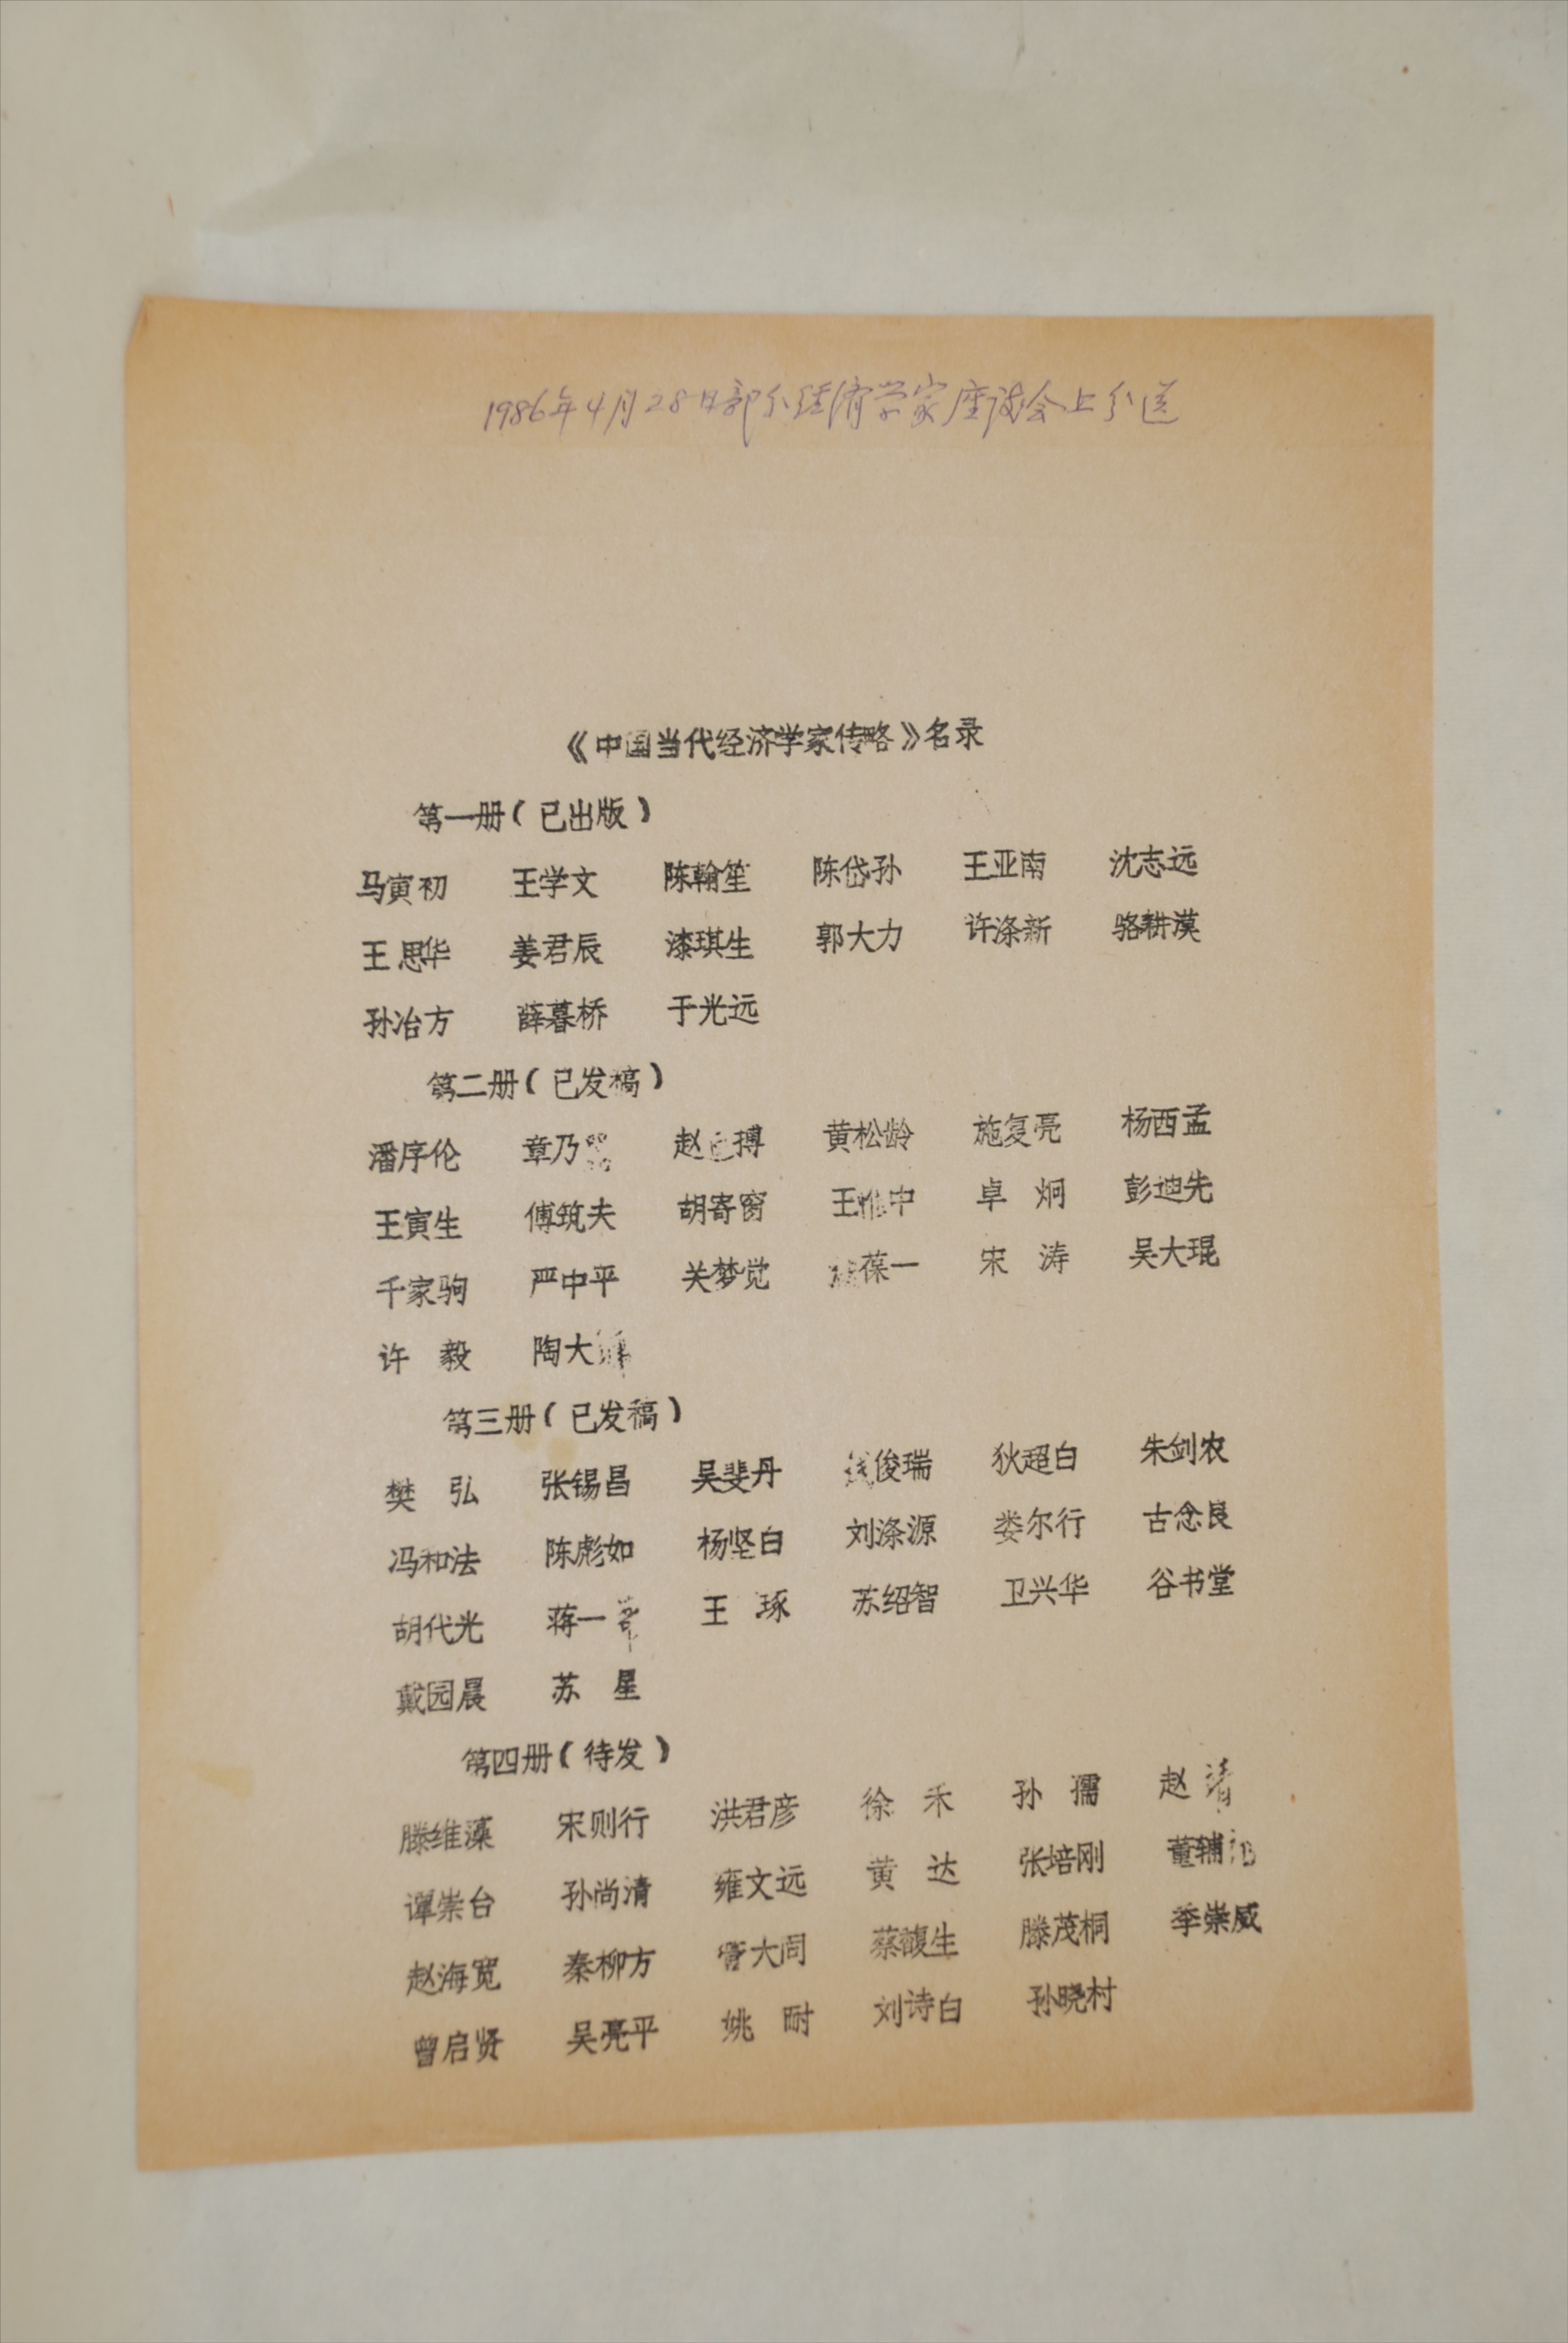 1986年4月28日部分经济学家座谈会上分送
《中国当代经济学家传略》名录
第一册(已出版)
马寅初 王学文 陈翰笙 陈岱孙 王亚南 沈志远
王思华 姜君辰 漆琪生 郭大力 许涤新 骆耕漠
孙冶方 薛暮桥 于光远
第二册(已发稿)
潘序伦 章乃 赵迺搏 黄松龄 施复亮 杨西孟
王寅生 傅筑夫 胡寄窗 王惟中 卓炯 彭迪先
千家驹 严中平 关梦觉 葆一 宋涛 吴大琨
许毅 陶大
第三册(已发稿)
樊弘 张锡昌 吴斐丹 钱俊瑞 狄超白 朱剑农
冯和法 陈彪如 杨坚白 刘涤源 娄尔行 古念良
胡代光 蒋一苇 王琢 苏绍智 卫兴华 谷书堂
戴园晨 苏星
第四册(待发)
滕维藻 宋则行 洪君彦 徐禾 孙孺 赵靖
谭崇台 孙尚清 雍文远 黄达 张培刚 董辅礽
赵海宽 秦柳方 大同 蔡馥生 滕茂桐 季崇威
曾启贤 吴亮平 姚耐 刘诗白 孙晓村